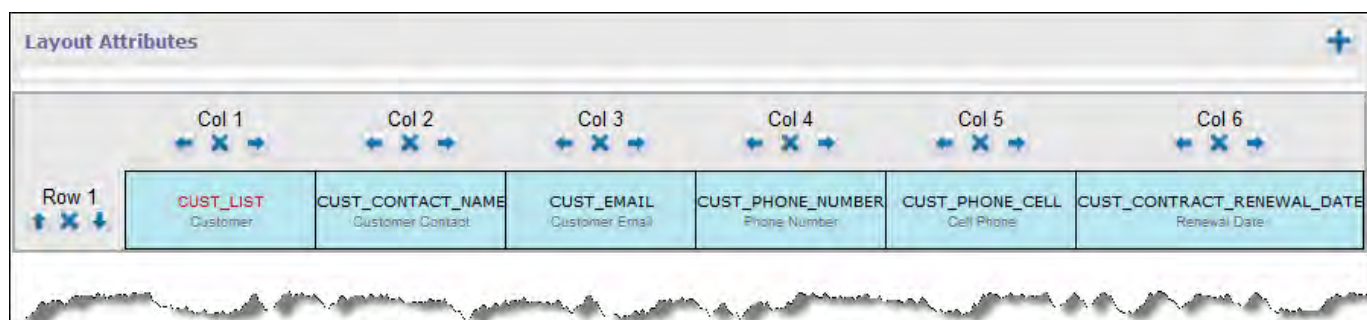 Layout Attributes
Col 1 Col 2 Col 3 Col 4 Col 5 Col 6
Row 1
CUST_LIST CUST_CONTACT_NAME CUST_EMAIL CUST_PHONE_NUMBER CUST_PHONE_CELL CUST_CONTRACT_RENEWAL_DATE
Customer Customer Contact Customer Email Phone Number Cell Phone Renewal Date